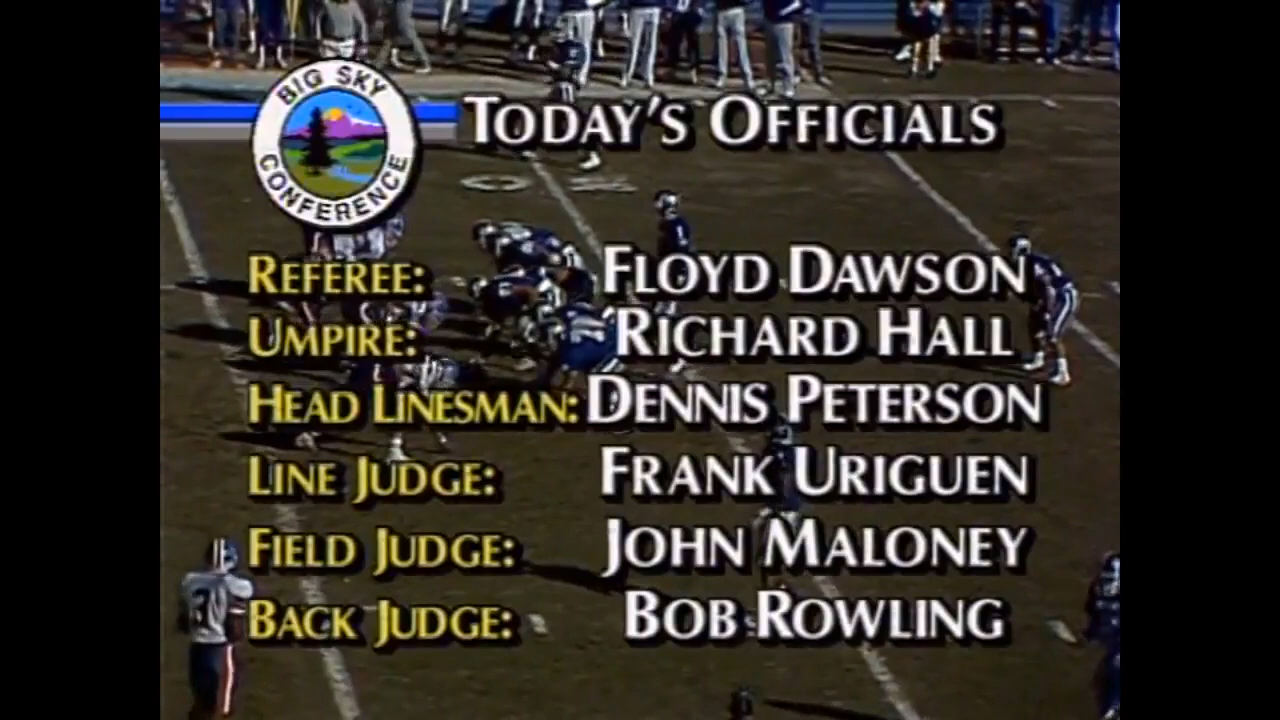 BIG SKY
CONFERENCE
TODAY'S OFFICIALS
REFEREE: FLOYD DAWSON
UMPIRE: RICHARD HALL
HEAD LINESMAN: DENNIS PETERSON
LINE JUDGE: FRANK URIGUEN
FIELD JUDGE: JOHN MALONEY
BACK JUDGE: BOB ROWLING